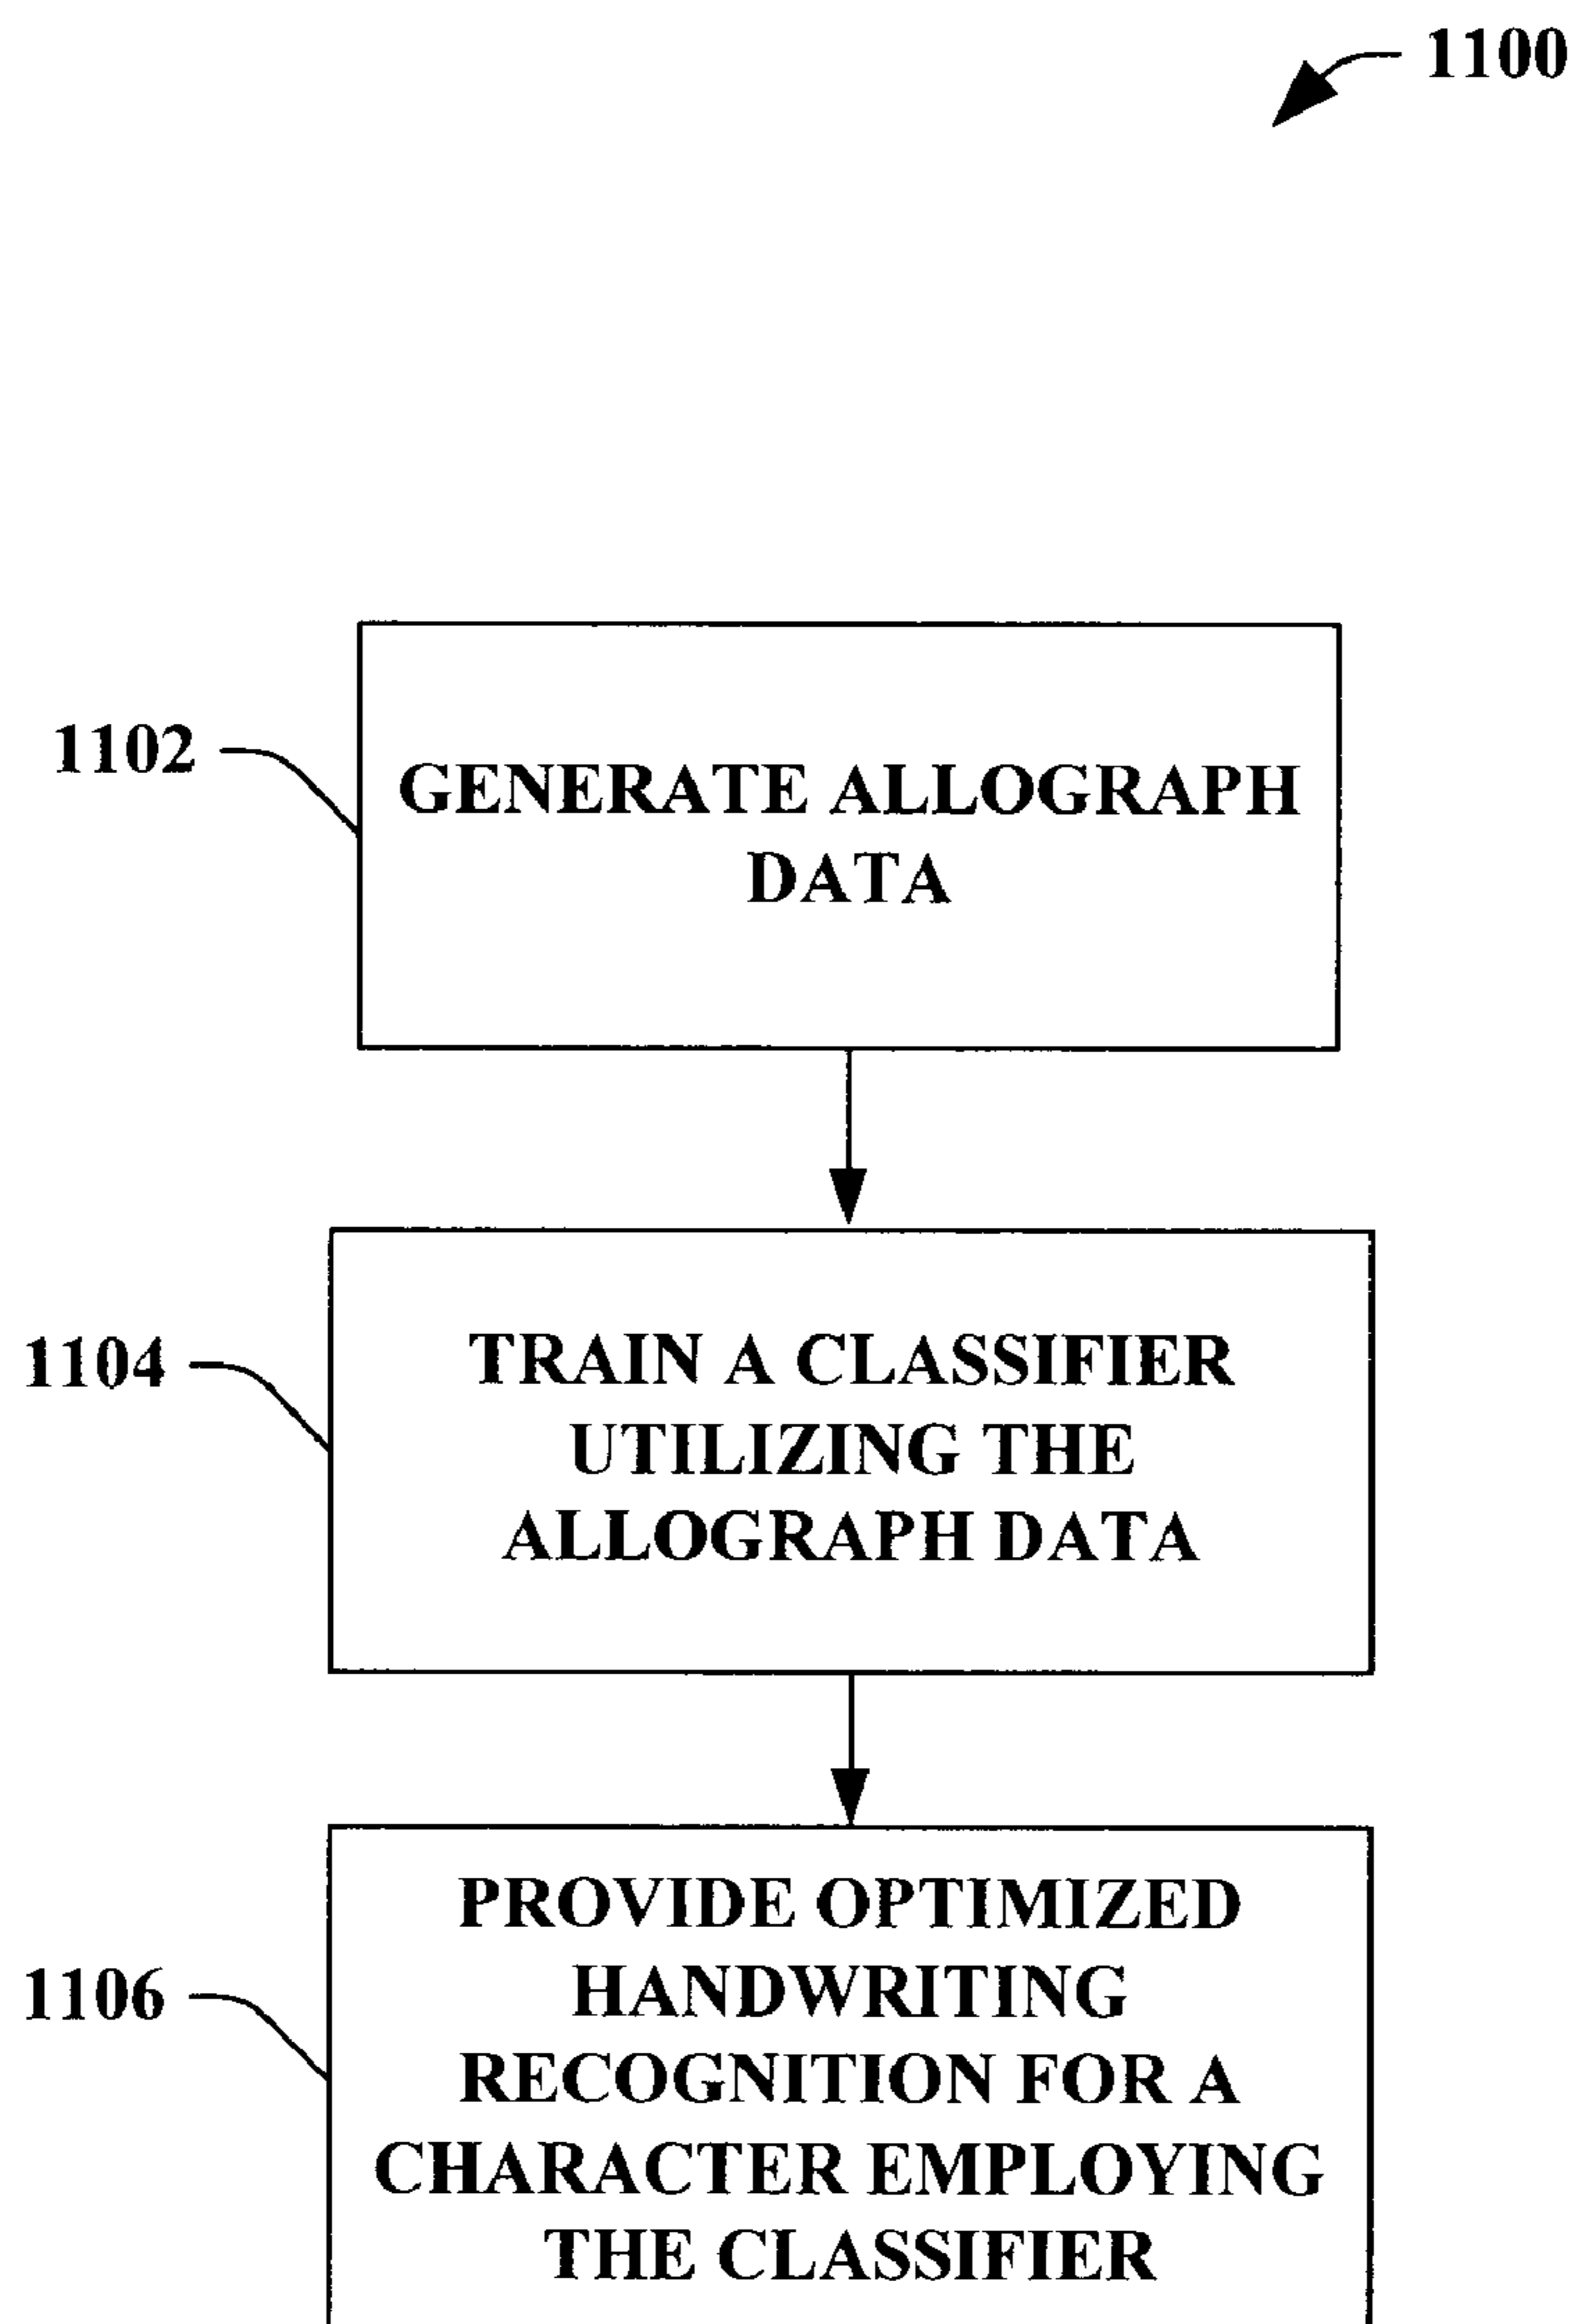 1100
1102
GENERATE ALLOGRAPH
DATA
1104
TRAIN A CLASSIFIER
UTILIZING THE
ALLOGRAPH DATA
1106
PROVIDE OPTIMIZED
HANDWRITING
RECOGNITION FOR A
CHARACTER EMPLOYING
THE CLASSIFIER